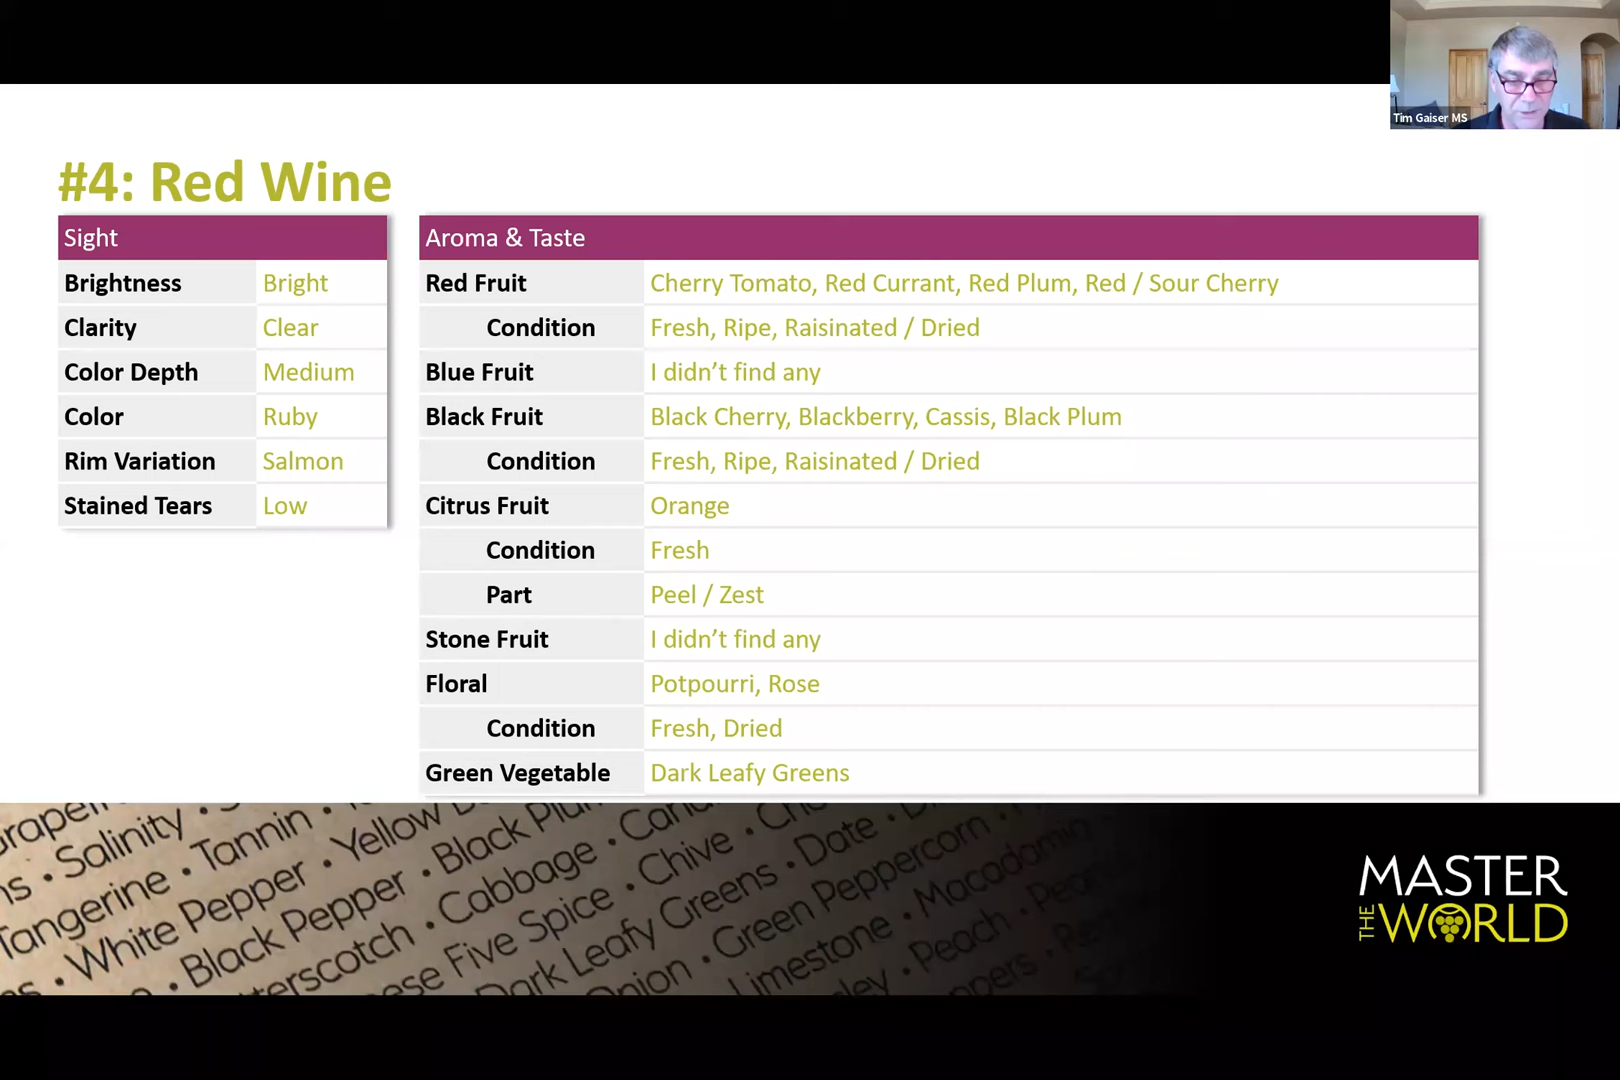 Tim Gaiser MS
#4: Red Wine
Sight
Brightness Bright
Clarity Clear
Color Depth Medium
Color Ruby
Rim Variation Salmon
Stained Tears Low
Aroma & Taste
Red Fruit Cherry Tomato, Red Currant, Red Plum, Red / Sour Cherry
Condition Fresh, Ripe, Raisinated / Dried
Blue Fruit I didn’t find any
Black Fruit Black Cherry, Blackberry, Cassis, Black Plum
Condition Fresh, Ripe, Raisinated / Dried
Citrus Fruit Orange
Condition Fresh
Part Peel / Zest
Stone Fruit I didn’t find any
Floral Potpourri, Rose
Condition Fresh, Dried
Green Vegetable Dark Leafy Greens
• Salinity •
Tangerine • Tannin •
• White Pepper • Yellow
• Black Pepper • Black Plum
Cabbage •
Five Spice • Chive •
Dark Leafy Greens • Date •
• Green Peppercorn •
Limestone • Macadamia
• Peach •
MASTER
THE WORLD